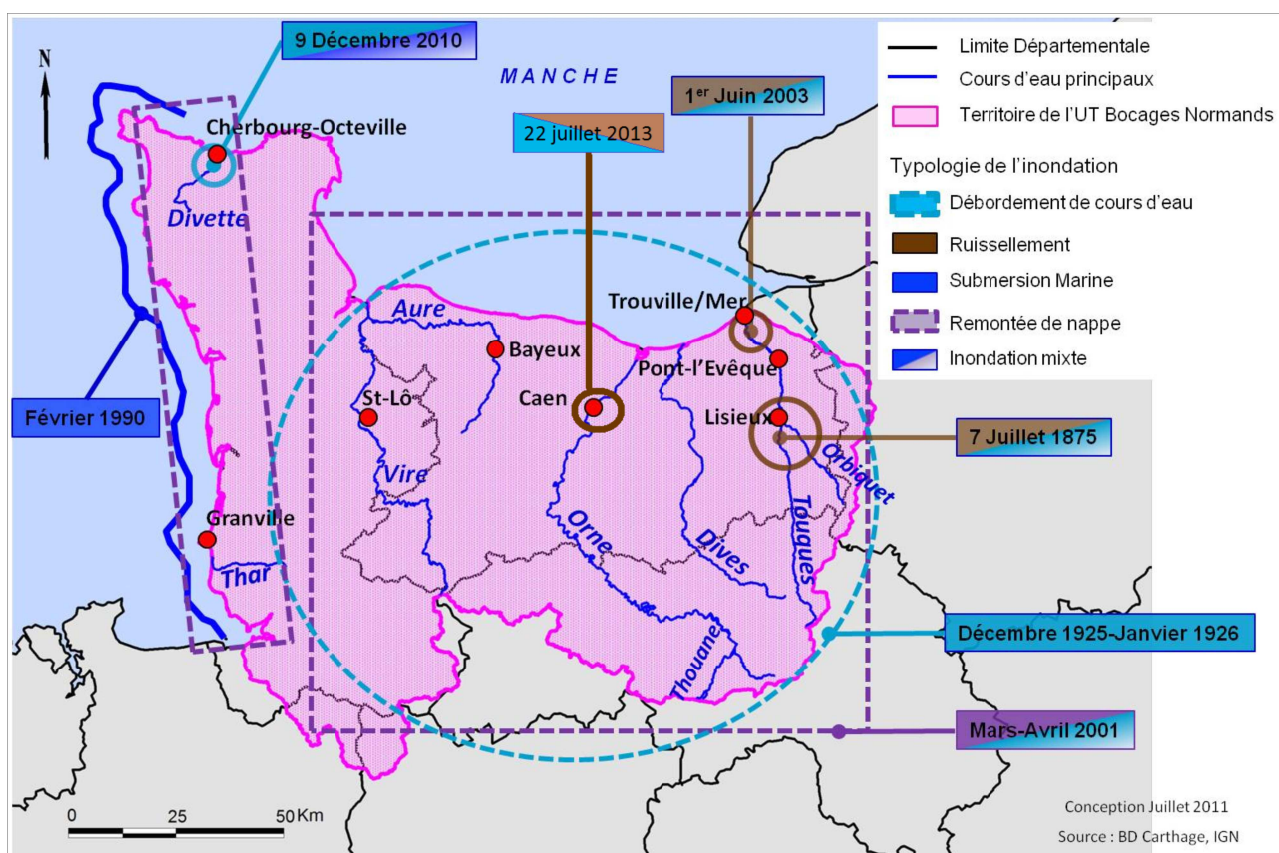 9 Décembre 2010
N
MANCHE
1er Juin 2003
22 juillet 2013
Limite Départementale
Cours d'eau principaux
Territoire de l'UT Bocages Normands
Typologie de l'inondation
Débordement de cours d'eau
Ruissellement
Submersion Marine
Remontée de nappe
Inondation mixte
Cherbourg-Octeville
Divette
Trouville/Mer
Aure
Bayeux
Pont-l'Evêque
St-Lô
Caen
Lisieux
Février 1990
7 Juillet 1875
Vire
Orbiquet
Touques
Granville
Orne
Dives
Thar
Thouane
Décembre 1925-Janvier 1926
Mars-Avril 2001
0 25 50 Km
Conception Juillet 2011
Source : BD Carthage, IGN